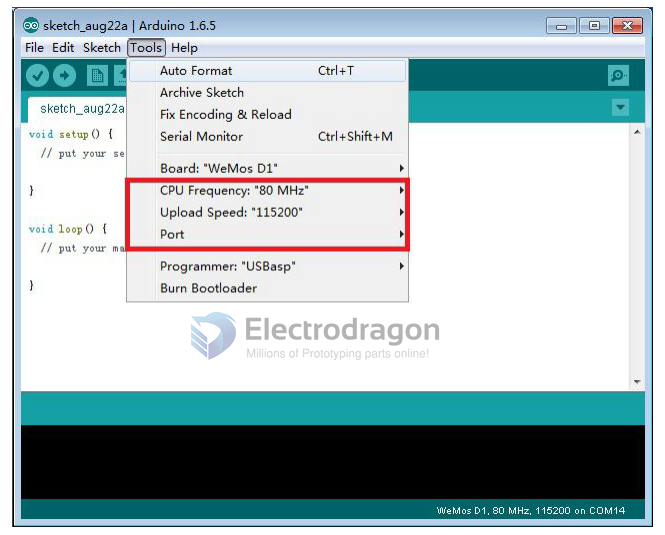 sketch_aug22a | Arduino 1.6.5
File Edit Sketch Tools Help
Auto Format Ctrl+T
Archive Sketch
sketch_aug22a
Fix Encoding & Reload
void setup() {
Serial Monitor Ctrl+Shift+M
// put your se
Board: "WeMos D1"
}
CPU Frequency: "80 MHz"
Upload Speed: "115200"
void loop() {
Port
// put your ma
Programmer: "USBasp"
}
Burn Bootloader
Electrodragon
Millions of Prototyping parts online!
WeMos D1, 80 MHz, 115200 on COM14